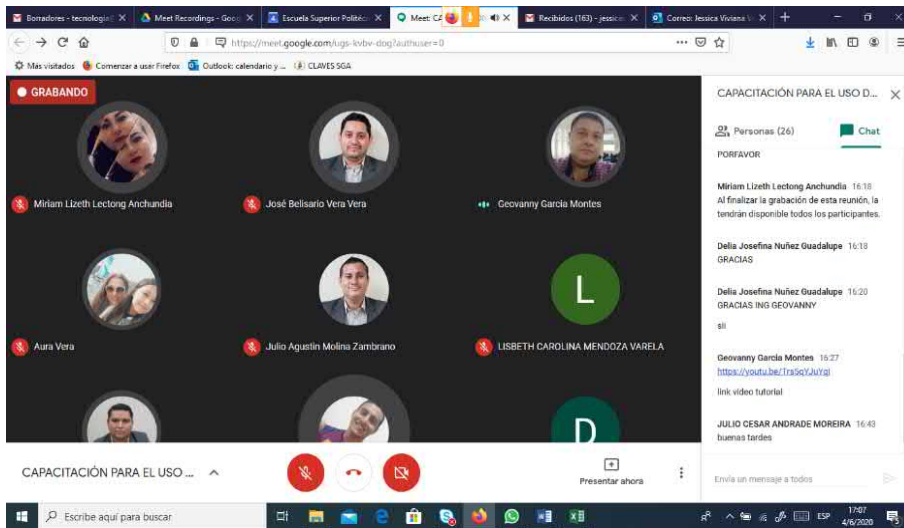 Borradores - tecnologia
Meet Recordings - Goo
Escuela Superior Politéc
Meet: CA
Recibidos (163) - jessic
Correo: Jessica Viviana
https://meet.google.com/ugs-kvbv-dog?authuser=0
Más visitados
Comenzar a usar Firefox
Outlook: calendario y ...
CLAVES SGA
GRABANDO
Miriam Lizeth Lectong Anchundia
José Belisario Vera Vera
Geovanny Garcia Montes
Aura Vera
L
Julio Agustin Molina Zambrano
LISBETH CAROLINA MENDOZA VARELA
D
CAPACITACIÓN PARA EL USO D...
Personas (26)
Chat
PORFAVOR
Miriam Lizeth Lectong Anchundia 16:18
Al finalizar la grabación de esta reunión, la
tendrán disponible todos los participantes.
Delia Josefina Nuñez Guadalupe 16:18
GRACIAS
Delia Josefina Nuñez Guadalupe 16:20
GRACIAS ING GEOVANNY
sii
Geovanny Garcia Montes 16:27
link video tutorial
JULIO CESAR ANDRADE MOREIRA 16:43
buenas tardes
Envía un mensaje a todos
CAPACITACIÓN PARA EL USO ...
Presentar ahora
Escribe aquí para buscar
ESP
17:07
4/6/2020